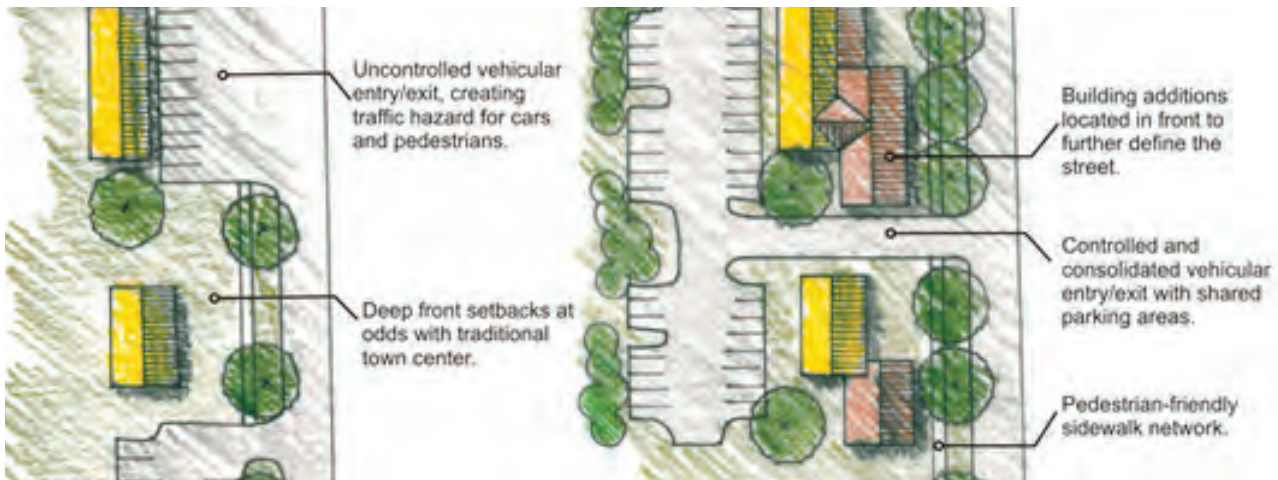 Uncontrolled vehicular
entry/exit, creating
traffic hazard for cars
and pedestrians.
Deep front setbacks at
odds with traditional
town center.
Building additions
located in front to
further define the
street.
Controlled and
consolidated vehicular
entry/exit with shared
parking areas.
Pedestrian-friendly
sidewalk network.